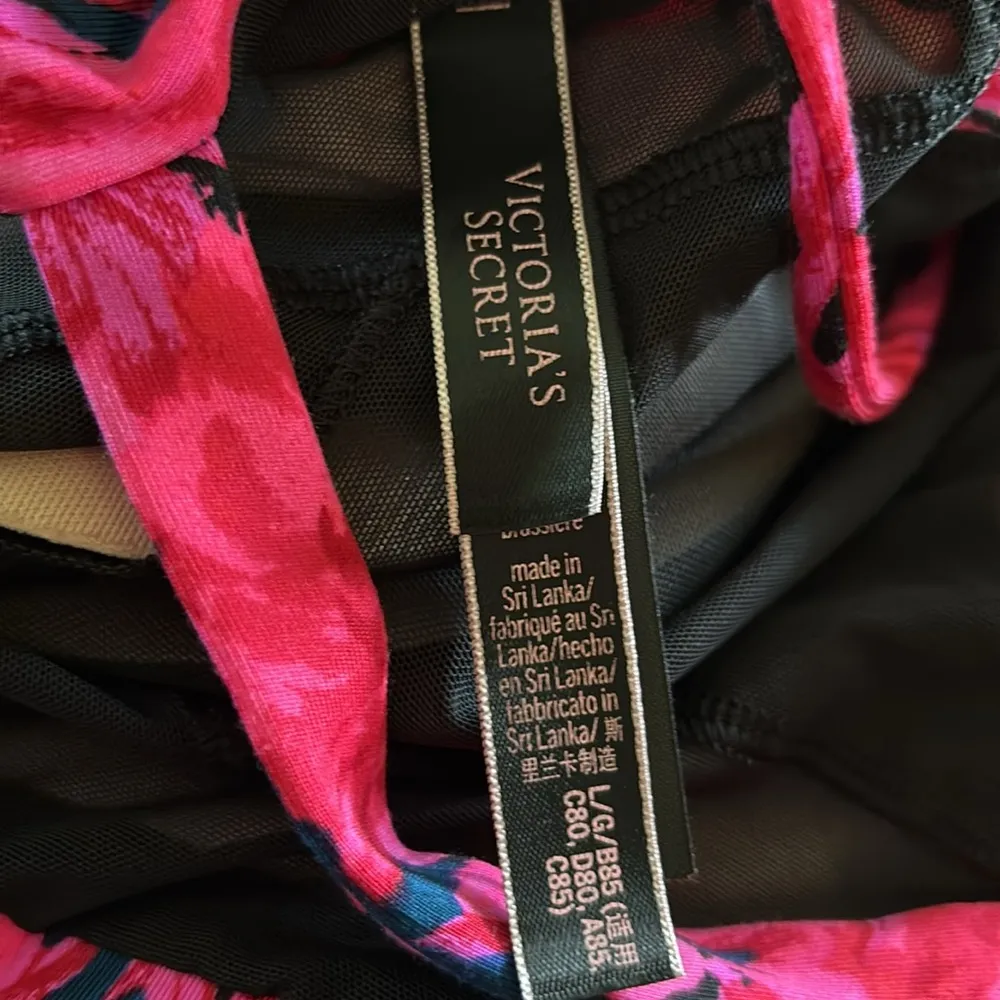 VICTORIA'S
SECRET
brassiere
made in
Sri Lanka/
fabriqué au Sri
Lanka/hecho
en Sri Lanka/
fabbricato in
Sri Lanka/ 斯
里兰卡制造
L/G/B85 (适用
C80, D80, A85,
C85)